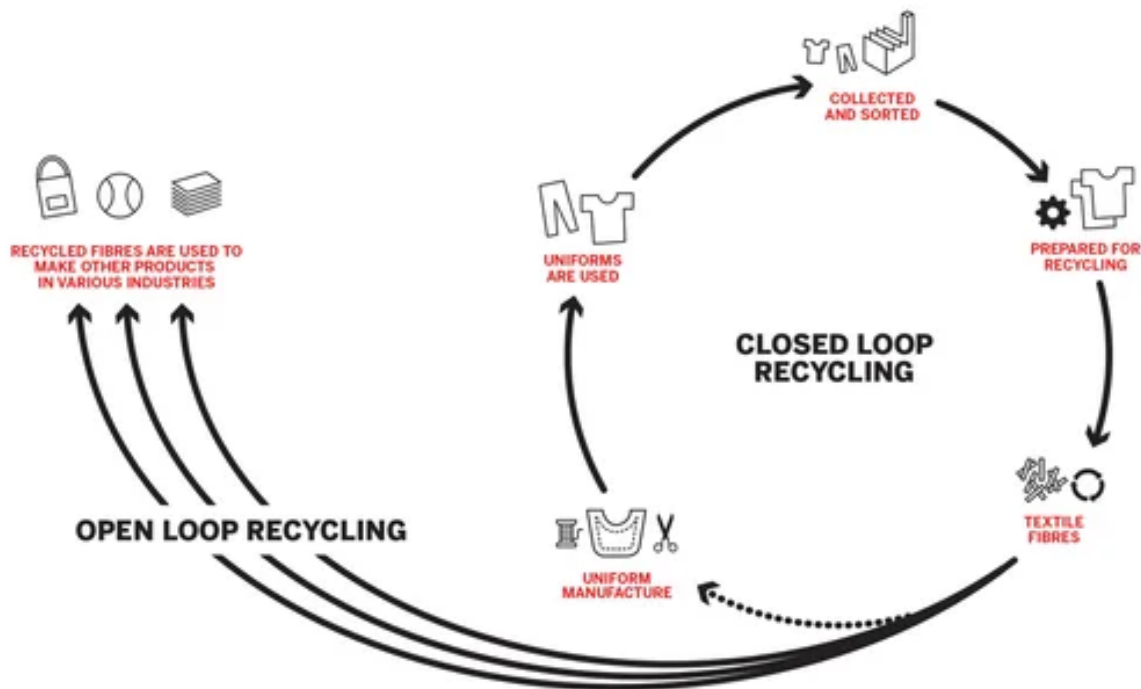 COLLECTED
AND SORTED
RECYCLED FIBRES ARE USED TO
MAKE OTHER PRODUCTS
IN VARIOUS INDUSTRIES
UNIFORMS
ARE USED
PREPARED FOR
RECYCLING
CLOSED LOOP
RECYCLING
OPEN LOOP RECYCLING
TEXTILE
FIBRES
UNIFORM
MANUFACTURE